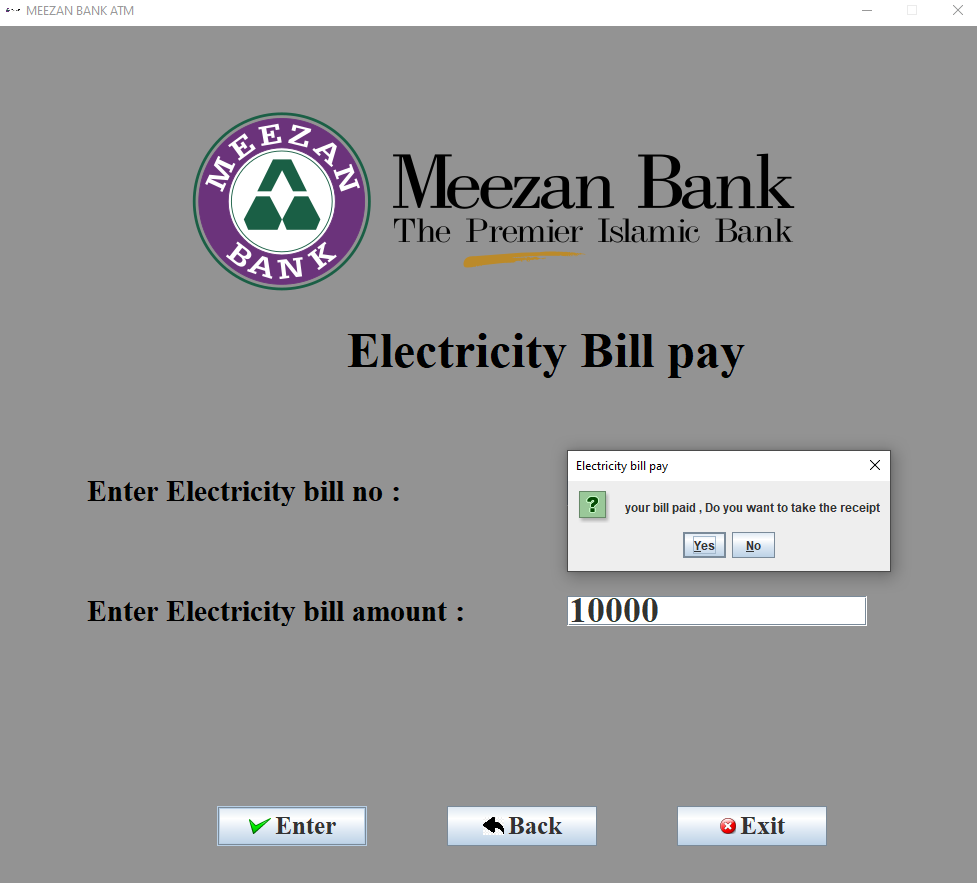 MEEZAN BANK ATM
MEEZAN
BANK
Meezan Bank
The Premier Islamic Bank
Electricity Bill pay
Electricity bill pay
Enter Electricity bill no :
? your bill paid , Do you want to take the receipt
Yes No
Enter Electricity bill amount : 10000
Enter Back Exit